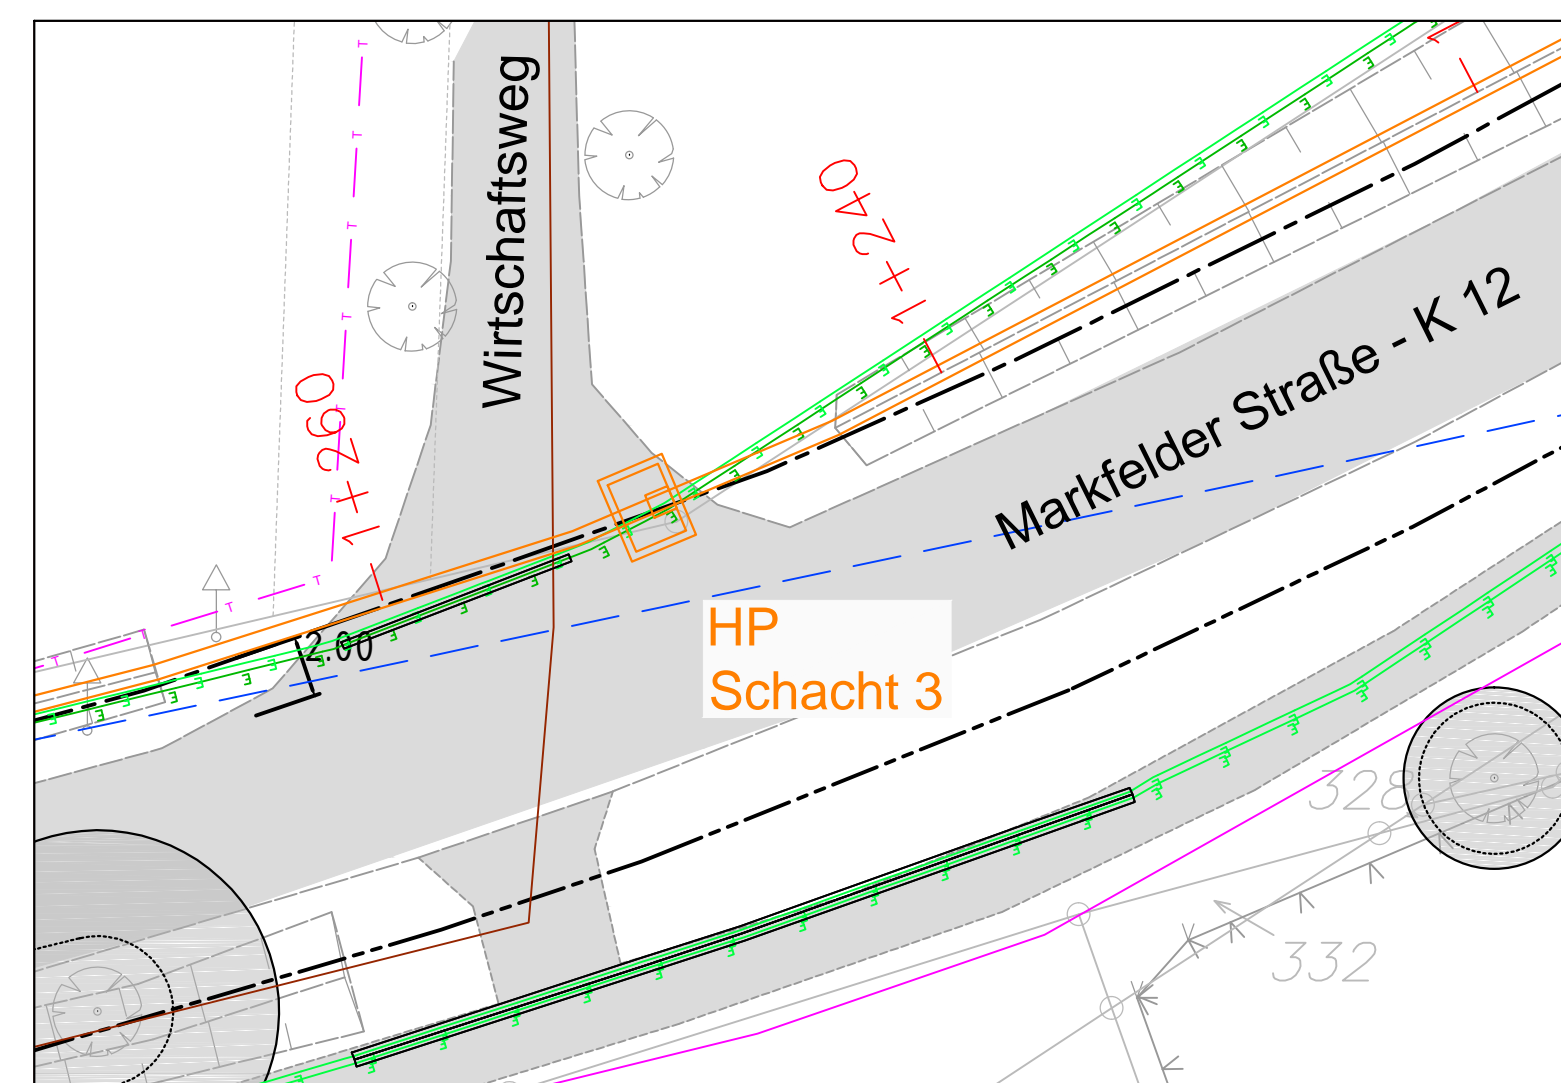 Wirtschaftsweg
1+240
1+260
Markfelder Straße - K 12
2.00
HP
Schacht 3
328
332